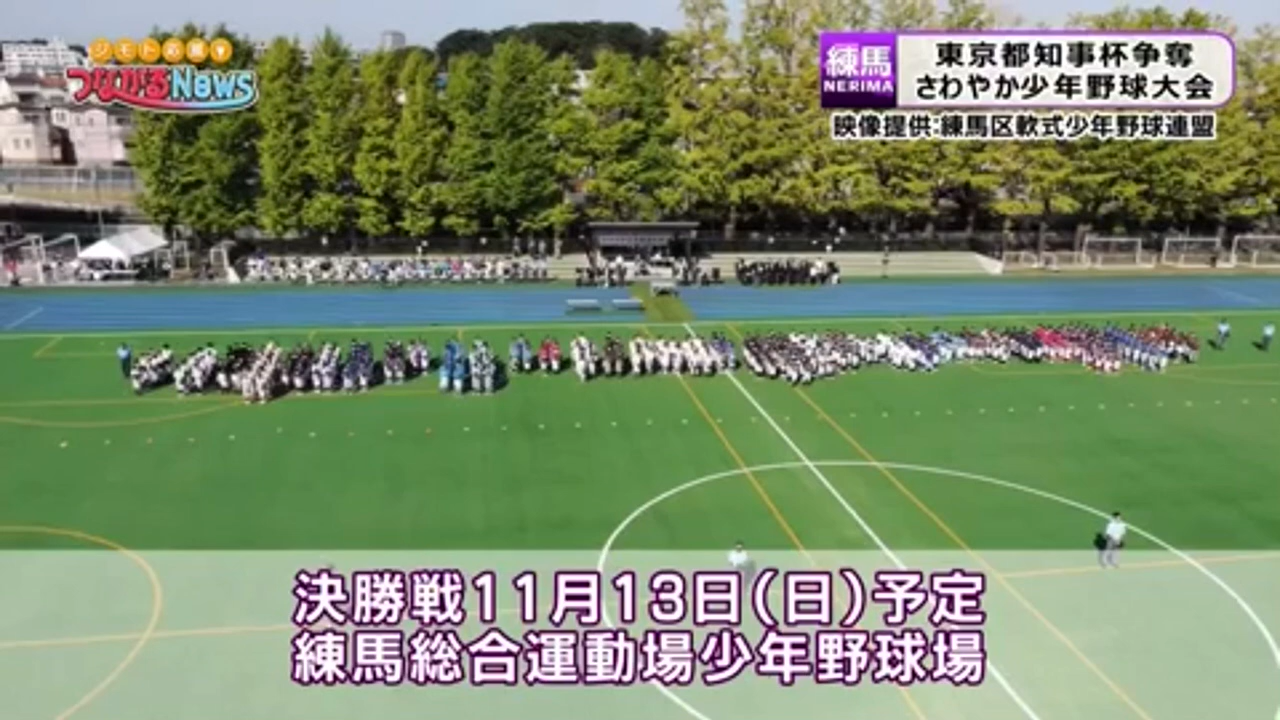 ジモト応援
つながるNews
練馬
NERIMA
東京都知事杯争奪
さわやか少年野球大会
映像提供:練馬区軟式少年野球連盟
決勝戦11月13日(日)予定
練馬総合運動場少年野球場